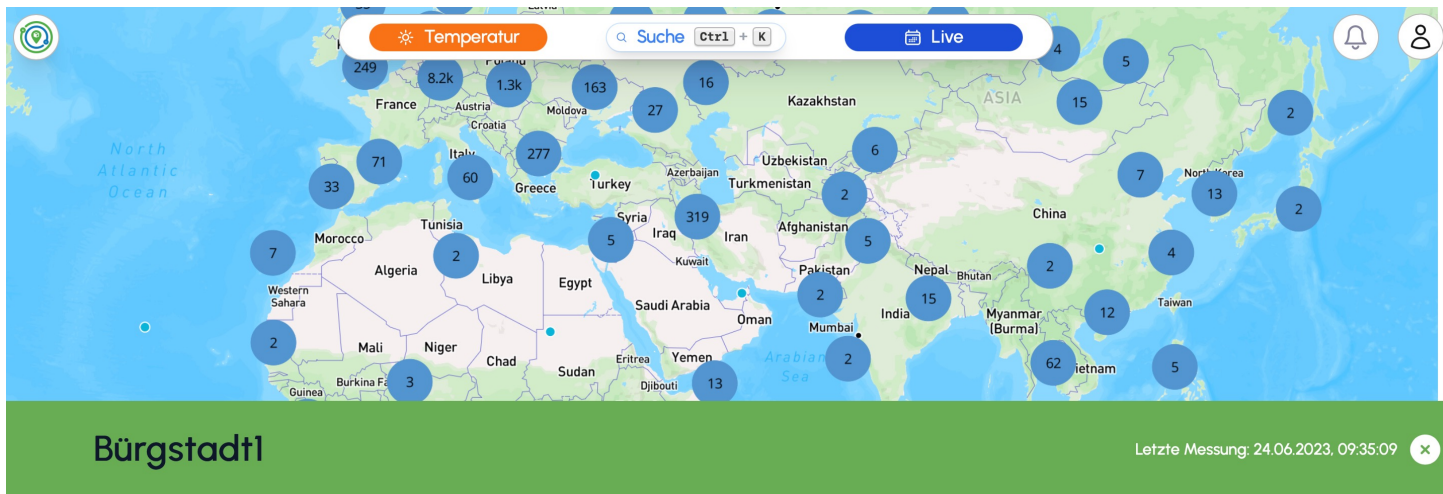 Temperatur
Suche Ctrl + K
Live
249
8.2k
1.3k
163
16
27
4
5
15
2
France
Austria
Croatia
Moldova
Kazakhstan
ASIA
North
Atlantic
Ocean
71
33
60
277
Italy
Greece
Turkey
Azerbaijan
Uzbekistan
Turkmenistan
6
2
7
North Korea
13
2
China
Tunisia
Morocco
7
2
Algeria
Libya
Egypt
5
Syria
319
Iraq
Iran
Kuwait
Afghanistan
5
Pakistan
2
Nepal
Bhutan
2
4
Western
Sahara
Saudi Arabia
Oman
Mumbai
India
15
Myanmar
(Burma)
12
Taiwan
2
Mali
Niger
Chad
Sudan
Eritrea
Yemen
Djibouti
13
Arabian
Sea
2
62
ietnam
5
Burkina Fa
3
Guinea
Bürgstadt1
Letzte Messung: 24.06.2023, 09:35:09